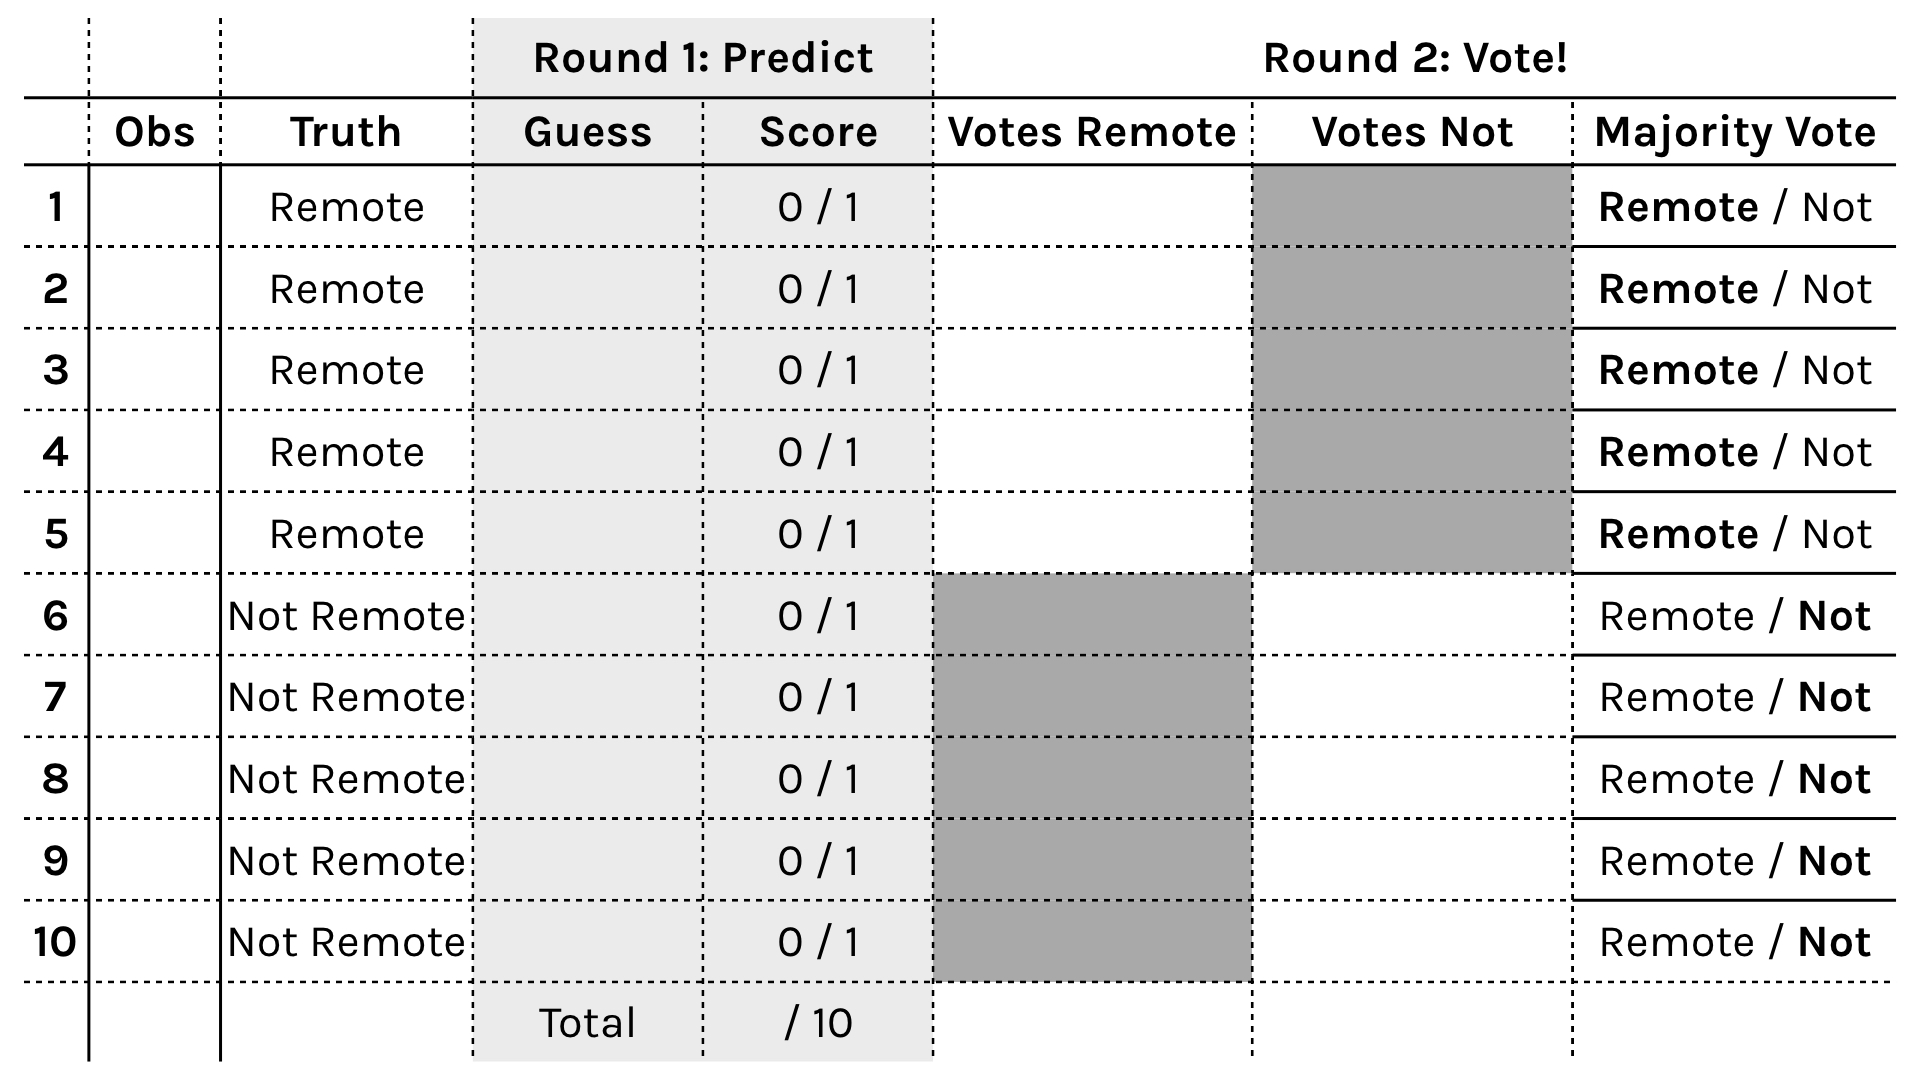 Round 1: Predict Round 2: Vote!
Obs Truth Guess Score Votes Remote Votes Not Majority Vote
1 Remote 0 / 1 Remote / Not
2 Remote 0 / 1 Remote / Not
3 Remote 0 / 1 Remote / Not
4 Remote 0 / 1 Remote / Not
5 Remote 0 / 1 Remote / Not
6 Not Remote 0 / 1 Remote / Not
7 Not Remote 0 / 1 Remote / Not
8 Not Remote 0 / 1 Remote / Not
9 Not Remote 0 / 1 Remote / Not
10 Not Remote 0 / 1 Remote / Not
Total / 10